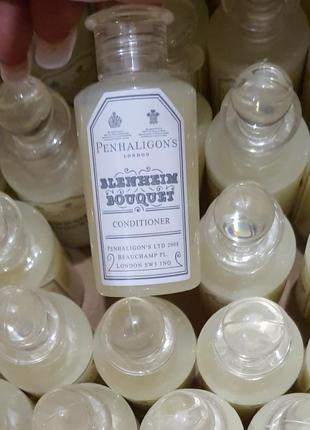 PENHALIGON'S
LONDON
BLENHEIM
BOUQUET
CONDITIONER
PENHALIGON'S LTD 2008
BEAUCHAMP PL.,
LONDON SW3 1NQ